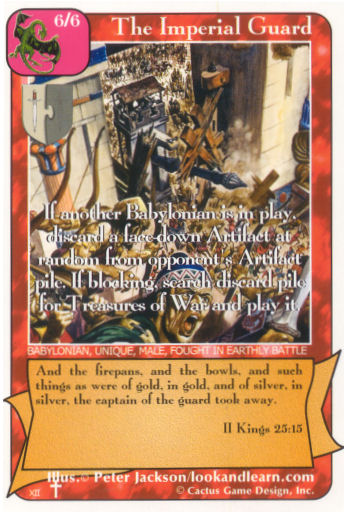 6/6
The Imperial Guard
If another Babylonian is in play,
discard a face-down Artifact at
random from opponent's Artifact
pile. If blocking, search discard pile
for Treasures of War and play it.
BABYLONIAN, UNIQUE, MALE, FOUGHT IN EARTHLY BATTLE
And the firepans, and the bowls, and such
things as were of gold, in gold, and of silver, in
silver, the captain of the guard took away.
II Kings 25:15
Illus.© Peter Jackson/lookandlearn.com
XII
© Cactus Game Design, Inc.